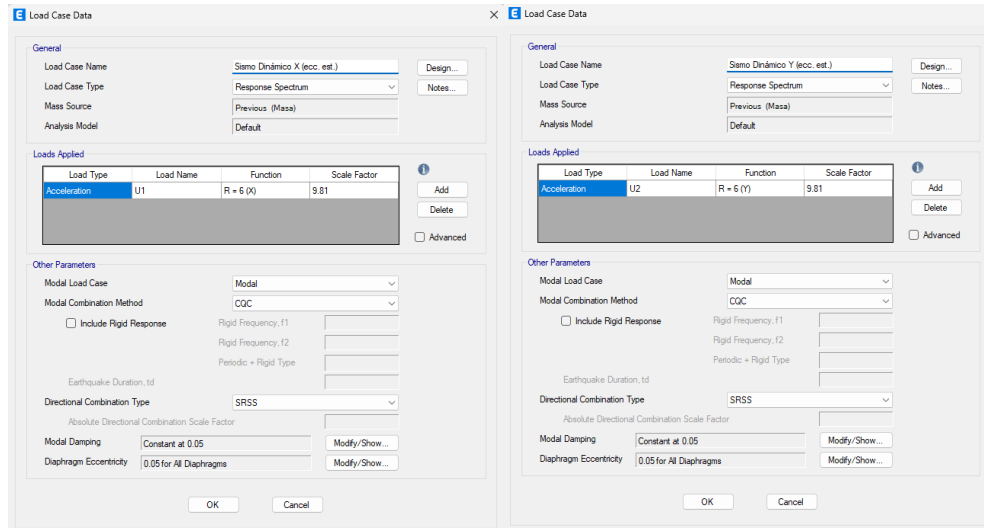 E Load Case Data
General
Load Case Name Sismo Dinámico X (ecc. est.) Design...
Load Case Type Response Spectrum Notes...
Mass Source Previous (Masa)
Analysis Model Default
Loads Applied
Load Type Load Name Function Scale Factor
Acceleration U1 R = 6 (X) 9.81
Add
Delete
Advanced
Other Parameters
Modal Load Case Modal
Modal Combination Method CQC
Include Rigid Response Rigid Frequency, f1
Rigid Frequency, f2
Periodic + Rigid Type
Earthquake Duration, td
Directional Combination Type SRSS
Absolute Directional Combination Scale Factor
Modal Damping Constant at 0.05 Modify/Show...
Diaphragm Eccentricity 0.05 for All Diaphragms Modify/Show...
OK Cancel
E Load Case Data
General
Load Case Name Sismo Dinámico Y (ecc. est.) Design...
Load Case Type Response Spectrum Notes...
Mass Source Previous (Masa)
Analysis Model Default
Loads Applied
Load Type Load Name Function Scale Factor
Acceleration U2 R = 6 (Y) 9.81
Add
Delete
Advanced
Other Parameters
Modal Load Case Modal
Modal Combination Method CQC
Include Rigid Response Rigid Frequency, f1
Rigid Frequency, f2
Periodic + Rigid Type
Earthquake Duration, td
Directional Combination Type SRSS
Absolute Directional Combination Scale Factor
Modal Damping Constant at 0.05 Modify/Show...
Diaphragm Eccentricity 0.05 for All Diaphragms Modify/Show...
OK Cancel